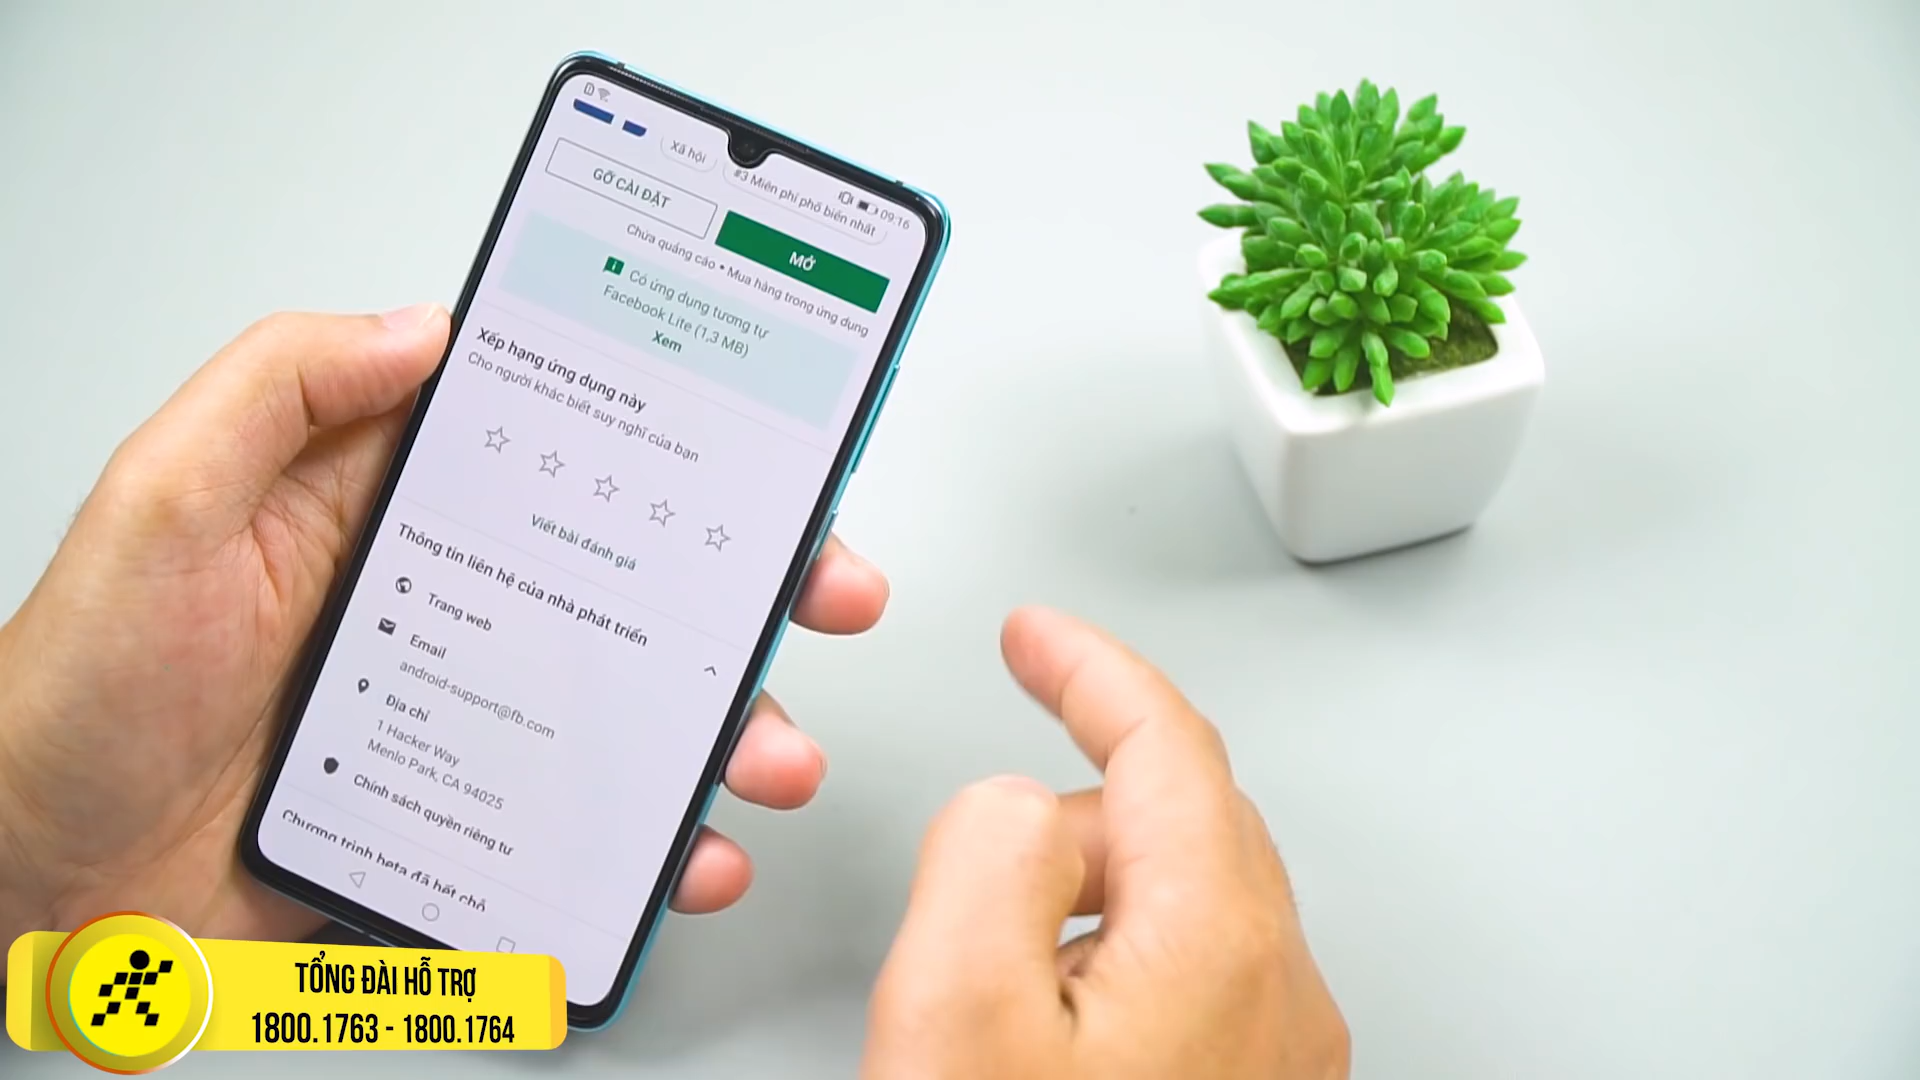 09:16
Xã hội
#3 Miễn phí phổ biến nhất
GỠ CÀI ĐẶT
MỞ
Chứa quảng cáo • Mua hàng trong ứng dụng
Có ứng dụng tương tự
Facebook Lite (1,3 MB)
Xem
Xếp hạng ứng dụng này
Cho người khác biết suy nghĩ của bạn
Viết bài đánh giá
Thông tin liên hệ của nhà phát triển
Trang web
Email
android-support@fb.com
Địa chỉ
1 Hacker Way
Menlo Park, CA 94025
Chính sách quyền riêng tư
Chương trình beta đã hết chỗ
TỔNG ĐÀI HỖ TRỢ
1800.1763 - 1800.1764